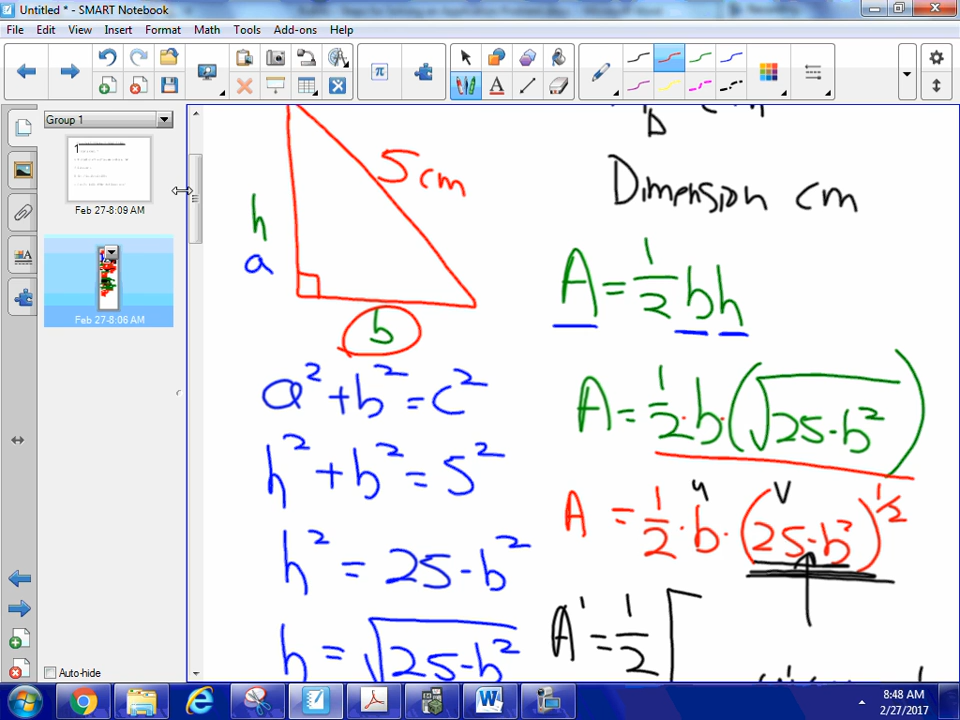 Untitled * - SMART Notebook
File Edit View Insert Format Math Tools Add-ons Help
Group 1
Feb 27-8:09 AM
Feb 27-8:06 AM
Auto-hide
5 cm
h
a
b
a² + b² = c²
h² + b² = 5²
h² = 25 - b²
h = √25 - b²
Dimension cm
A = 1/2 b h
A = 1/2 · b · (√25 - b²)
u v
A = 1/2 · b · (25 - b²)^1/2
A' = 1/2 [
8:48 AM
2/27/2017